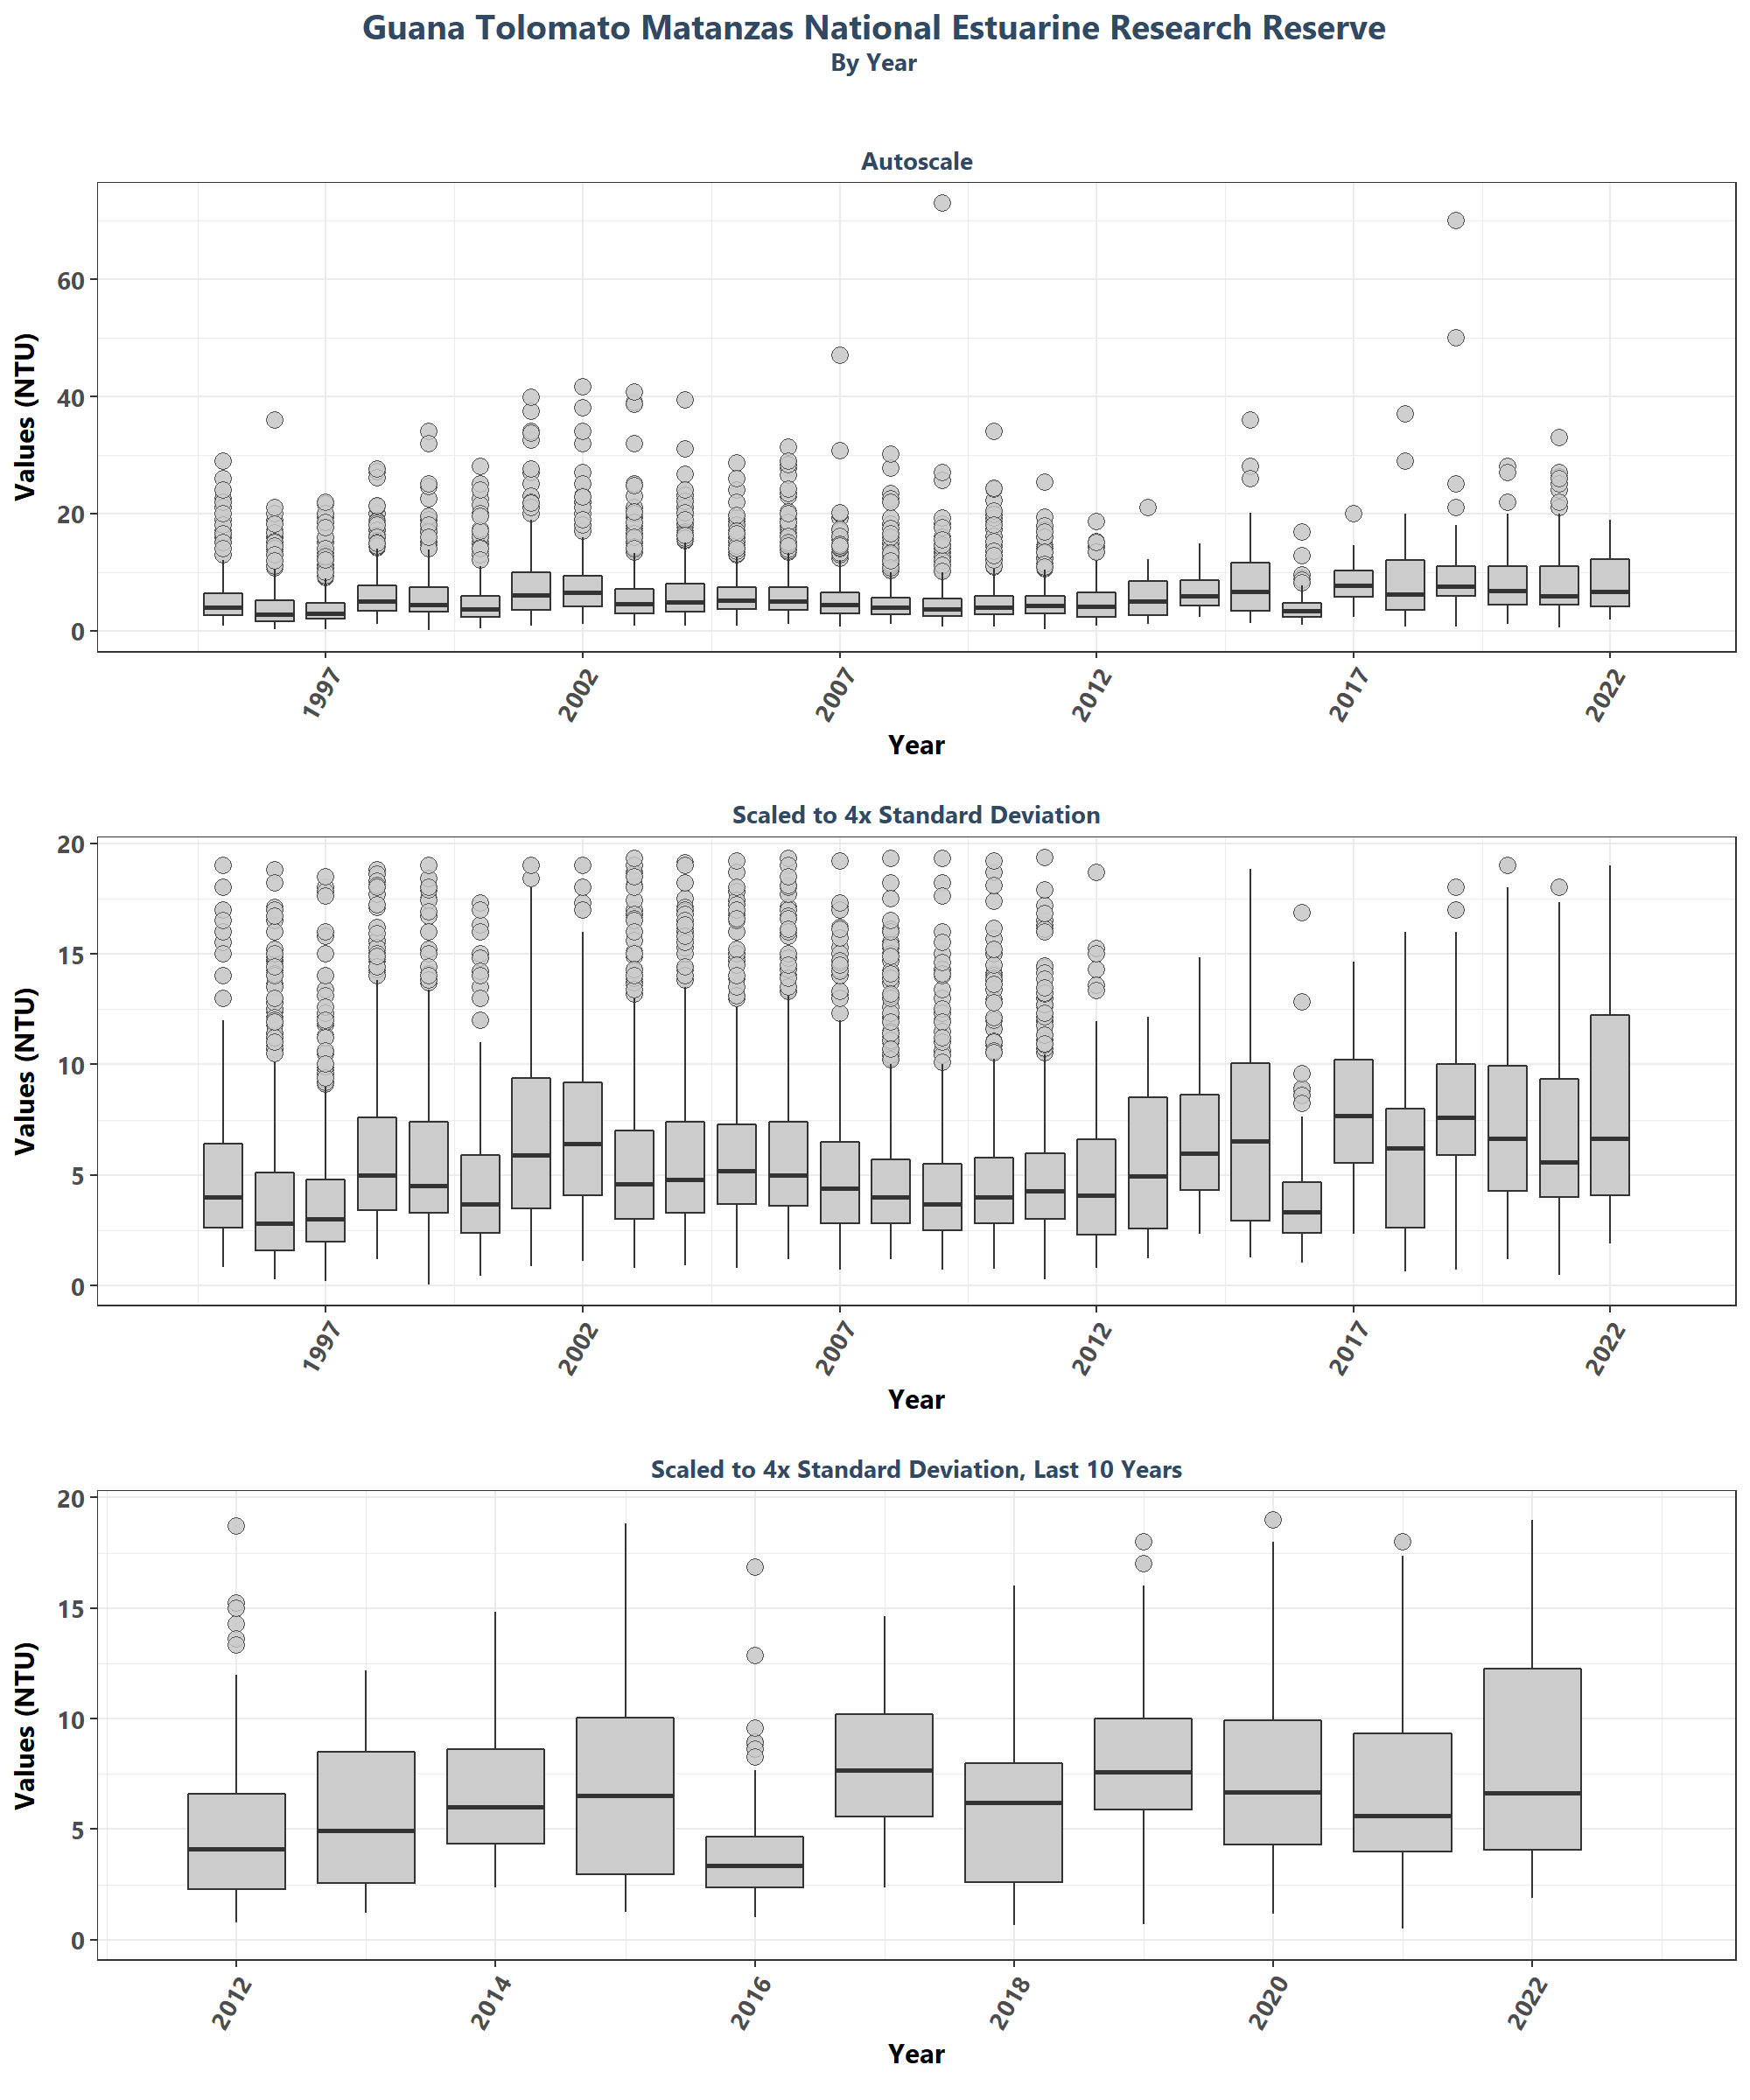 Guana Tolomato Matanzas National Estuarine Research Reserve
By Year
Autoscale
Values (NTU)
60
40
20
0
1997
2002
2007
2012
2017
2022
Year
Scaled to 4x Standard Deviation
Values (NTU)
20
15
10
5
0
1997
2002
2007
2012
2017
2022
Year
Scaled to 4x Standard Deviation, Last 10 Years
Values (NTU)
20
15
10
5
0
2012
2014
2016
2018
2020
2022
Year